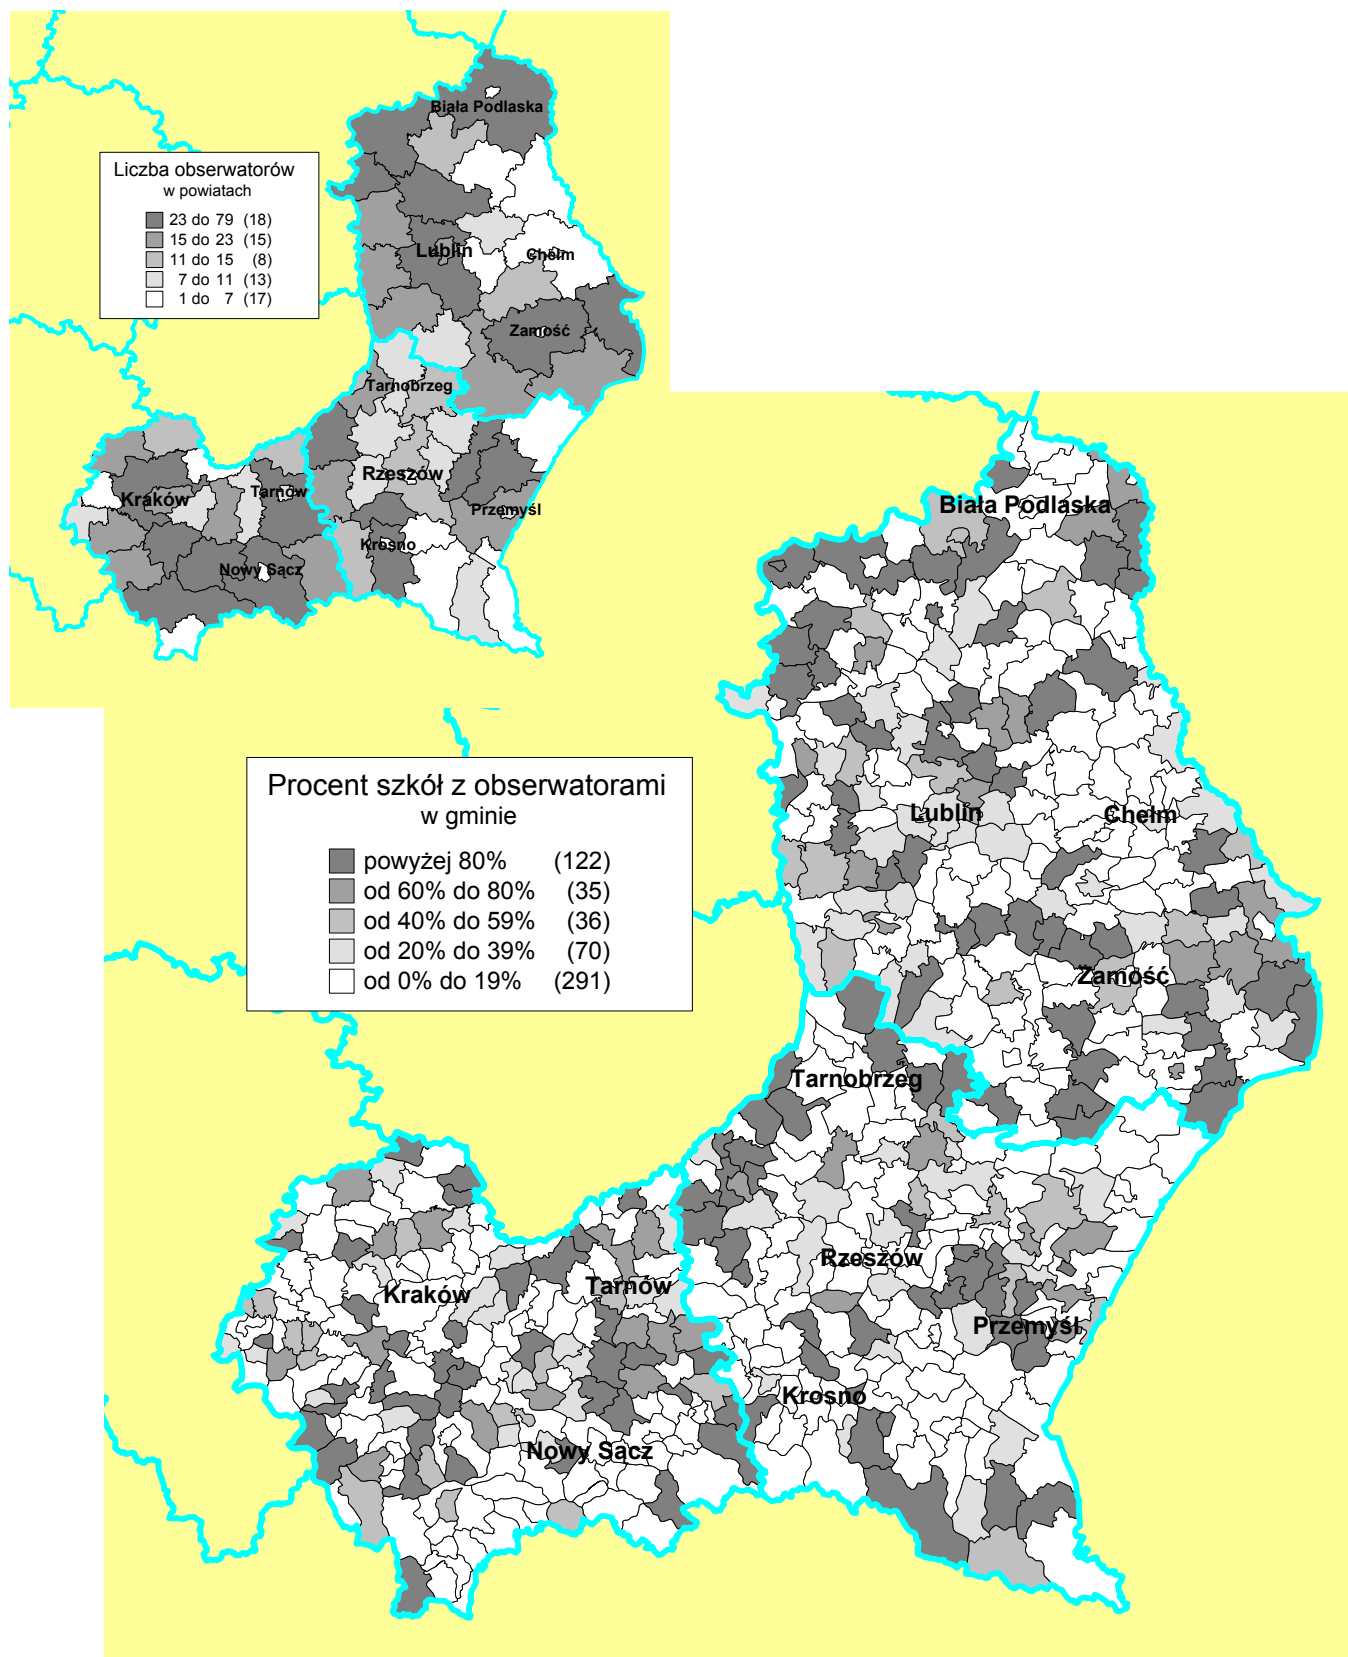 Biała Podlaska
Liczba obserwatorów
w powiatach
23 do 79 (18)
15 do 23 (15)
11 do 15 (8)
7 do 11 (13)
1 do 7 (17)
Lublin
Chełm
Zamość
Tarnobrzeg
Rzeszów
Kraków
Tarnów
Przemyśl
Krosno
Nowy Sącz
Biała Podlaska
Procent szkół z obserwatorami
w gminie
powyżej 80% (122)
od 60% do 80% (35)
od 40% do 59% (36)
od 20% do 39% (70)
od 0% do 19% (291)
Lublin
Chełm
Zamość
Tarnobrzeg
Rzeszów
Tarnów
Kraków
Przemyśl
Krosno
Nowy Sącz